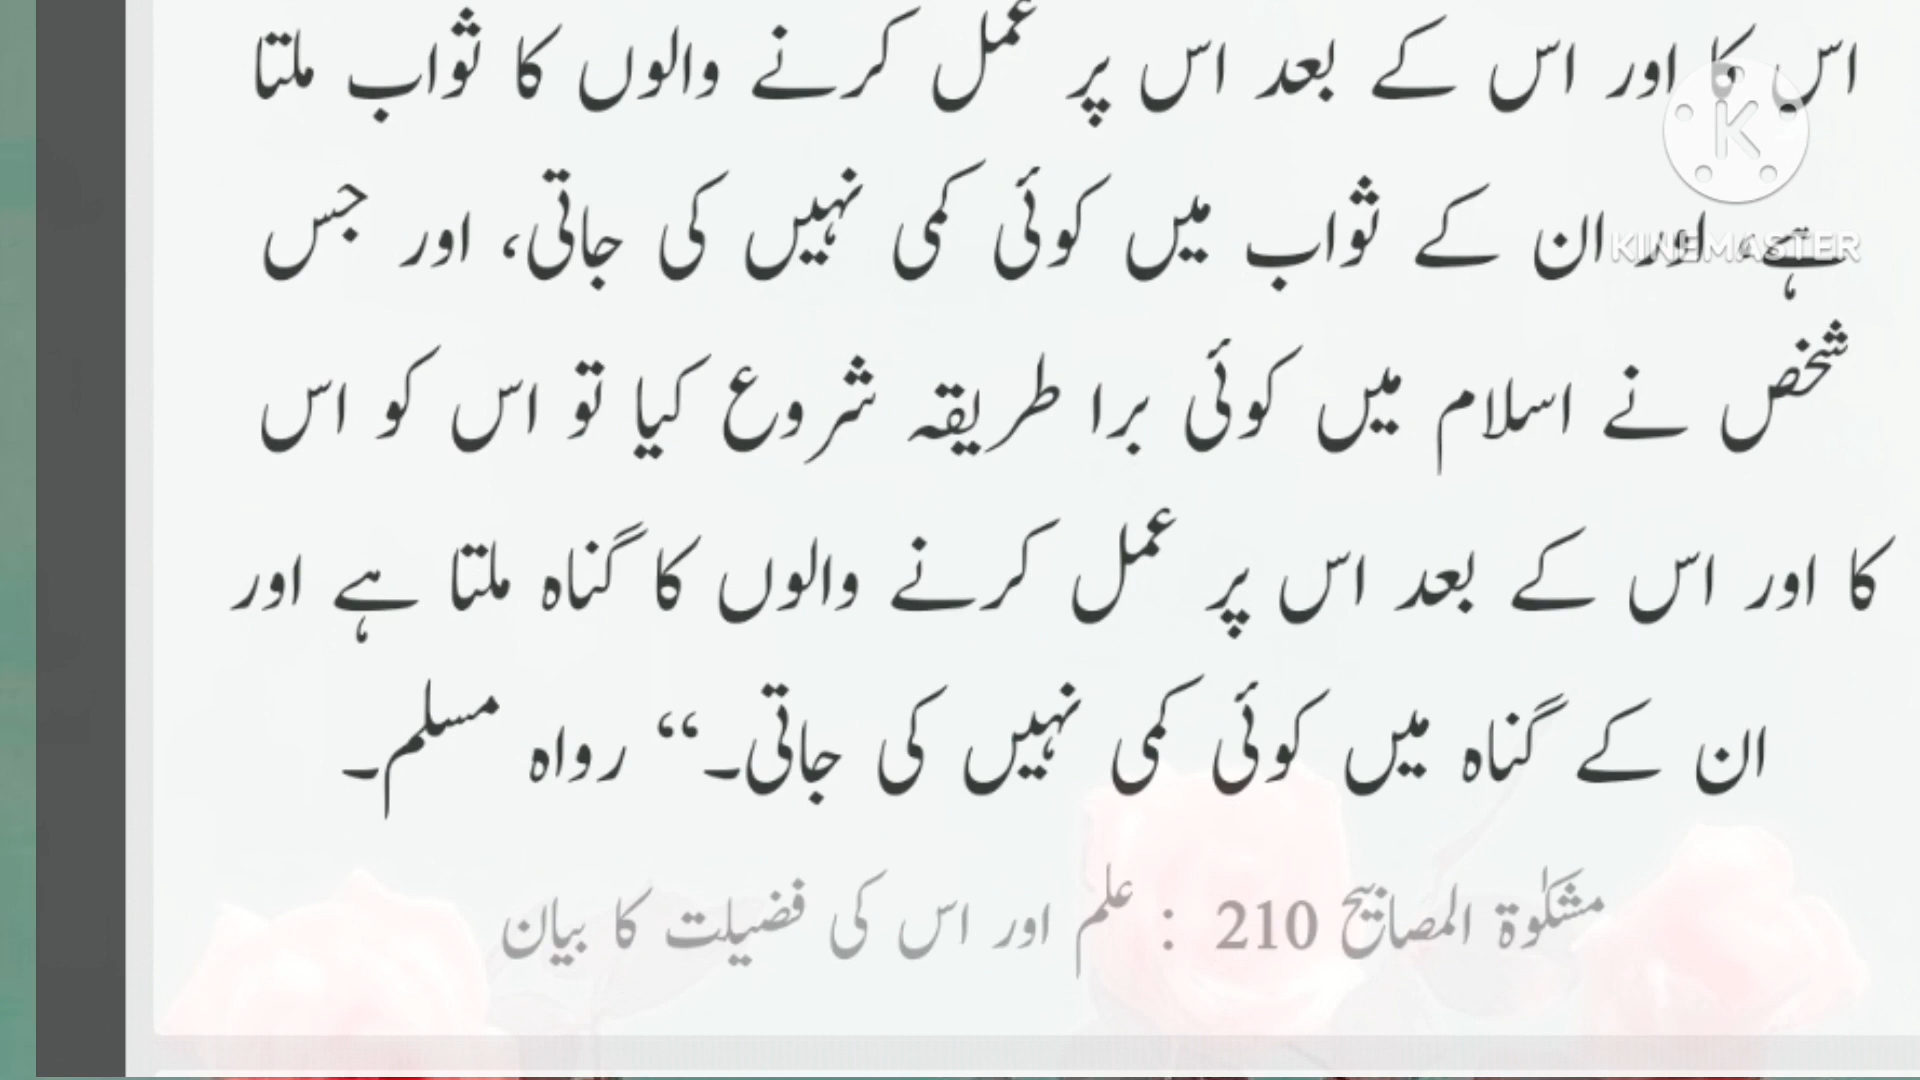 اس کا اور اس کے بعد اس پر عمل کرنے والوں کا ثواب ملتا
ہے، اور ان کے ثواب میں کوئی کمی نہیں کی جاتی، اور جس
شخص نے اسلام میں کوئی برا طریقہ شروع کیا تو اس کو اس
کا اور اس کے بعد اس پر عمل کرنے والوں کا گناہ ملتا ہے اور
ان کے گناہ میں کوئی کمی نہیں کی جاتی۔‘‘ رواہ مسلم۔
مشکوٰۃ المصابیح 210 : علم اور اس کی فضیلت کا بیان
K
KINEMASTER